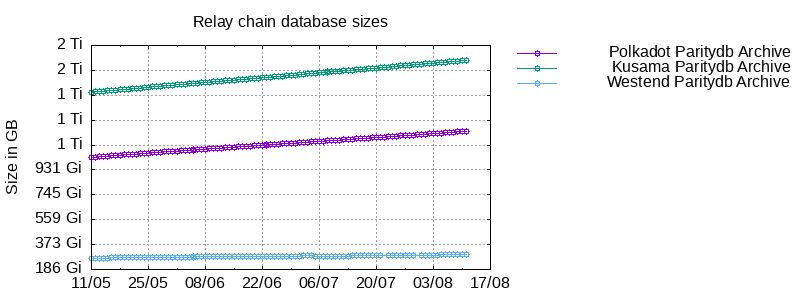 Relay chain database sizes
2 Ti
2 Ti
1 Ti
1 Ti
1 Ti
931 Gi
745 Gi
559 Gi
373 Gi
186 Gi
Size in GB
11/05 25/05 08/06 22/06 06/07 20/07 03/08 17/08
Polkadot Paritydb Archive
Kusama Paritydb Archive
Westend Paritydb Archive